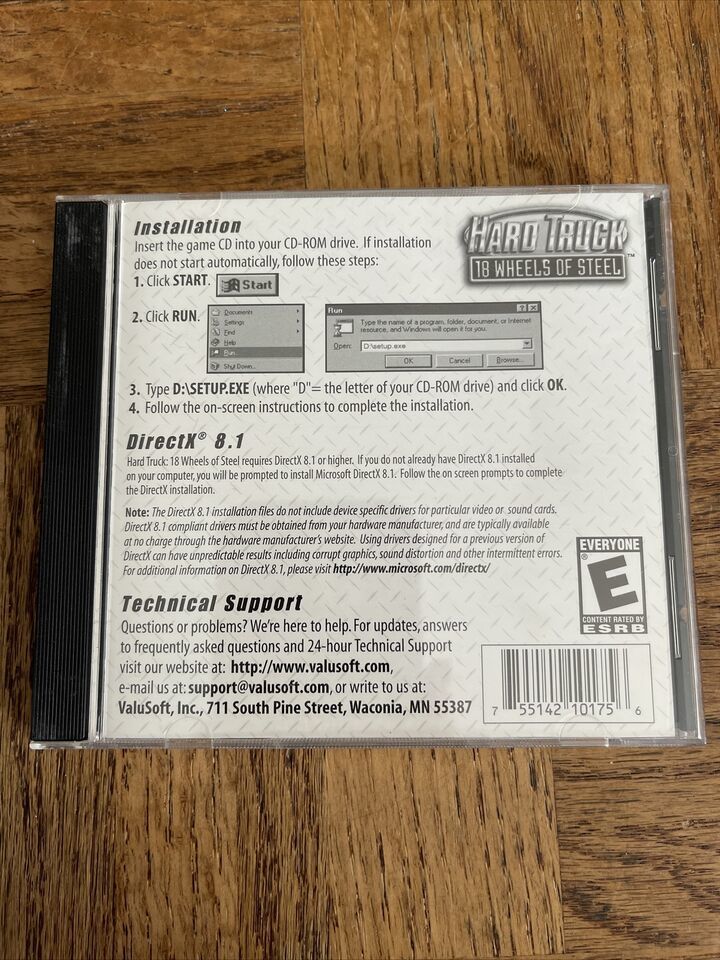 Installation
Insert the game CD into your CD-ROM drive. If installation
does not start automatically, follow these steps:
HARD TRUCK
18 WHEELS OF STEEL™
1. Click START.
Start
2. Click RUN.
Documents
Settings
Find
Help
Run...
Shut Down...
Run
Type the name of a program, folder, document, or Internet
resource, and Windows will open it for you.
Open: D:\setup.exe
OK Cancel Browse...
3. Type D:\SETUP.EXE (where "D"= the letter of your CD-ROM drive) and click OK.
4. Follow the on-screen instructions to complete the installation.
DirectX® 8.1
Hard Truck: 18 Wheels of Steel requires DirectX 8.1 or higher. If you do not already have DirectX 8.1 installed
on your computer, you will be prompted to install Microsoft DirectX 8.1. Follow the on screen prompts to complete
the DirectX installation.
Note: The DirectX 8.1 installation files do not include device specific drivers for particular video or sound cards.
DirectX 8.1 compliant drivers must be obtained from your hardware manufacturer, and are typically available
at no charge through the hardware manufacturer's website. Using drivers designed for a previous version of
DirectX can have unpredictable results including corrupt graphics, sound distortion and other intermittent errors.
For additional information on DirectX 8.1, please visit http://www.microsoft.com/directx/
EVERYONE
E®
CONTENT RATED BY
ESRB
Technical Support
Questions or problems? We're here to help. For updates, answers
to frequently asked questions and 24-hour Technical Support
visit our website at: http://www.valusoft.com,
e-mail us at: support@valusoft.com, or write to us at:
ValuSoft, Inc., 711 South Pine Street, Waconia, MN 55387
7 55142 10175 6